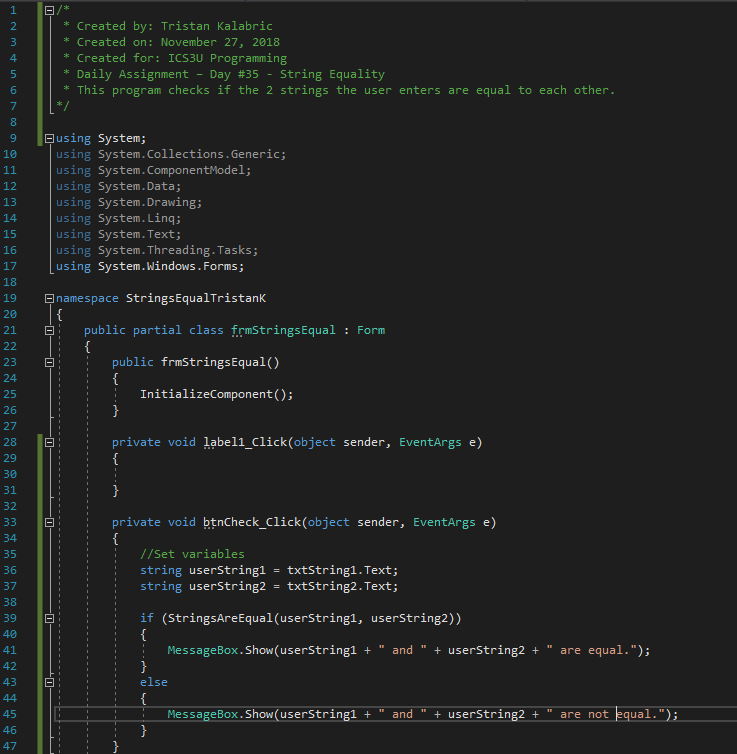 1 /*
2 * Created by: Tristan Kalabric
3 * Created on: November 27, 2018
4 * Created for: ICS3U Programming
5 * Daily Assignment – Day #35 - String Equality
6 * This program checks if the 2 strings the user enters are equal to each other.
7 */
8
9 using System;
10 using System.Collections.Generic;
11 using System.ComponentModel;
12 using System.Data;
13 using System.Drawing;
14 using System.Linq;
15 using System.Text;
16 using System.Threading.Tasks;
17 using System.Windows.Forms;
18
19 namespace StringsEqualTristanK
20 {
21 public partial class frmStringsEqual : Form
22 {
23 public frmStringsEqual()
24 {
25 InitializeComponent();
26 }
27
28 private void label1_Click(object sender, EventArgs e)
29 {
30
31 }
32
33 private void btnCheck_Click(object sender, EventArgs e)
34 {
35 //Set variables
36 string userString1 = txtString1.Text;
37 string userString2 = txtString2.Text;
38
39 if (StringsAreEqual(userString1, userString2))
40 {
41 MessageBox.Show(userString1 + " and " + userString2 + " are equal.");
42 }
43 else
44 {
45 MessageBox.Show(userString1 + " and " + userString2 + " are not equal.");
46 }
47 }